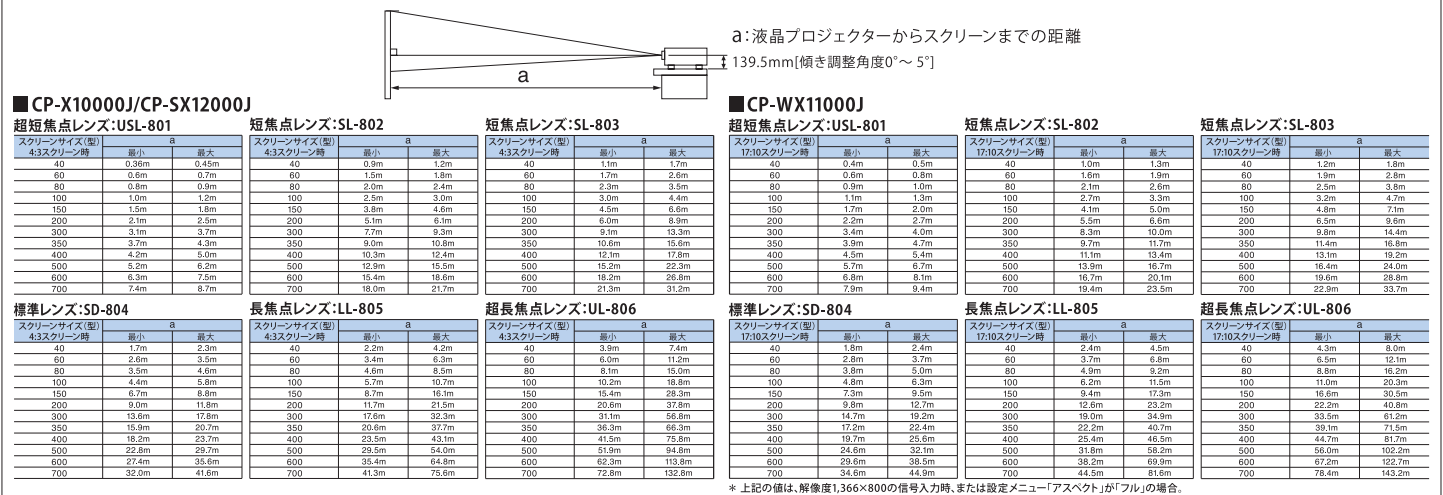 a:液晶プロジェクターからスクリーンまでの距離
139.5mm[傾き調整角度0°～ 5°]
a
■CP-X10000J/CP-SX12000J
超短焦点レンズ:USL-801
スクリーンサイズ(型) a
4:3スクリーン時 最小 最大
40 0.36m 0.45m
60 0.6m 0.7m
80 0.8m 0.9m
100 1.0m 1.2m
150 1.5m 1.8m
200 2.1m 2.5m
300 3.1m 3.7m
350 3.7m 4.3m
400 4.2m 5.0m
500 5.2m 6.2m
600 6.3m 7.5m
700 7.4m 8.7m
短焦点レンズ:SL-802
スクリーンサイズ(型) a
4:3スクリーン時 最小 最大
40 0.9m 1.2m
60 1.5m 1.8m
80 2.0m 2.4m
100 2.5m 3.0m
150 3.8m 4.6m
200 5.1m 6.1m
300 7.7m 9.3m
350 9.0m 10.8m
400 10.3m 12.4m
500 12.9m 15.5m
600 15.4m 18.6m
700 18.0m 21.7m
短焦点レンズ:SL-803
スクリーンサイズ(型) a
4:3スクリーン時 最小 最大
40 1.1m 1.7m
60 1.7m 2.6m
80 2.3m 3.5m
100 3.0m 4.4m
150 4.5m 6.6m
200 6.0m 8.9m
300 9.1m 13.3m
350 10.6m 15.6m
400 12.1m 17.8m
500 15.2m 22.3m
600 18.2m 26.8m
700 21.3m 31.2m
標準レンズ:SD-804
スクリーンサイズ(型) a
4:3スクリーン時 最小 最大
40 1.7m 2.3m
60 2.6m 3.5m
80 3.5m 4.6m
100 4.4m 5.8m
150 6.7m 8.8m
200 9.0m 11.8m
300 13.6m 17.8m
350 15.9m 20.7m
400 18.2m 23.7m
500 22.8m 29.7m
600 27.4m 35.6m
700 32.0m 41.6m
長焦点レンズ:LL-805
スクリーンサイズ(型) a
4:3スクリーン時 最小 最大
40 2.2m 4.2m
60 3.4m 6.3m
80 4.6m 8.5m
100 5.7m 10.7m
150 8.7m 16.1m
200 11.7m 21.5m
300 17.6m 32.3m
350 20.6m 37.7m
400 23.5m 43.1m
500 29.5m 54.0m
600 35.4m 64.8m
700 41.3m 75.6m
超長焦点レンズ:UL-806
スクリーンサイズ(型) a
4:3スクリーン時 最小 最大
40 3.9m 7.4m
60 6.0m 11.2m
80 8.1m 15.0m
100 10.2m 18.8m
150 15.4m 28.3m
200 20.6m 37.8m
300 31.1m 56.8m
350 36.3m 66.3m
400 41.5m 75.8m
500 51.9m 94.8m
600 62.3m 113.8m
700 72.8m 132.8m
■CP-WX11000J
超短焦点レンズ:USL-801
スクリーンサイズ(型) a
17:10スクリーン時 最小 最大
40 0.4m 0.5m
60 0.6m 0.8m
80 0.9m 1.0m
100 1.1m 1.3m
150 1.7m 2.0m
200 2.2m 2.7m
300 3.4m 4.0m
350 3.9m 4.7m
400 4.5m 5.4m
500 5.7m 6.7m
600 6.8m 8.1m
700 7.9m 9.4m
短焦点レンズ:SL-802
スクリーンサイズ(型) a
17:10スクリーン時 最小 最大
40 1.0m 1.3m
60 1.6m 1.9m
80 2.1m 2.6m
100 2.7m 3.3m
150 4.1m 5.0m
200 5.5m 6.6m
300 8.3m 10.0m
350 9.7m 11.7m
400 11.1m 13.4m
500 13.9m 16.7m
600 16.7m 20.1m
700 19.4m 23.5m
短焦点レンズ:SL-803
スクリーンサイズ(型) a
17:10スクリーン時 最小 最大
40 1.2m 1.8m
60 1.9m 2.8m
80 2.5m 3.8m
100 3.2m 4.7m
150 4.8m 7.1m
200 6.5m 9.6m
300 9.8m 14.4m
350 11.4m 16.8m
400 13.1m 19.2m
500 16.4m 24.0m
600 19.6m 28.8m
700 22.9m 33.7m
標準レンズ:SD-804
スクリーンサイズ(型) a
17:10スクリーン時 最小 最大
40 1.8m 2.4m
60 2.8m 3.7m
80 3.8m 5.0m
100 4.8m 6.3m
150 7.3m 9.5m
200 9.8m 12.7m
300 14.7m 19.2m
350 17.2m 22.4m
400 19.7m 25.6m
500 24.6m 32.1m
600 29.6m 38.5m
700 34.6m 44.9m
長焦点レンズ:LL-805
スクリーンサイズ(型) a
17:10スクリーン時 最小 最大
40 2.4m 4.5m
60 3.7m 6.8m
80 4.9m 9.2m
100 6.2m 11.5m
150 9.4m 17.3m
200 12.6m 23.2m
300 19.0m 34.9m
350 22.2m 40.7m
400 25.4m 46.5m
500 31.8m 58.2m
600 38.2m 69.9m
700 44.5m 81.6m
超長焦点レンズ:UL-806
スクリーンサイズ(型) a
17:10スクリーン時 最小 最大
40 4.3m 8.0m
60 6.5m 12.1m
80 8.8m 16.2m
100 11.0m 20.3m
150 16.6m 30.5m
200 22.2m 40.8m
300 33.5m 61.2m
350 39.1m 71.5m
400 44.7m 81.7m
500 56.0m 102.2m
600 67.2m 122.7m
700 78.4m 143.2m
* 上記の値は、解像度1,366×800の信号入力時、または設定メニュー「アスペクト」が「フル」の場合。